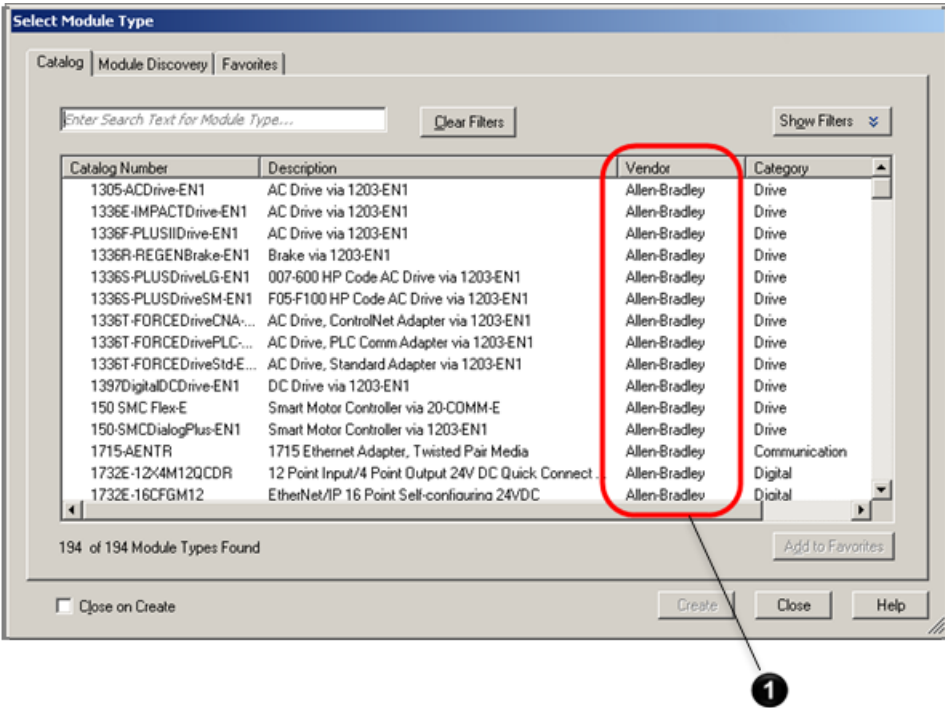 Select Module Type
Catalog Module Discovery Favorites
Enter Search Text for Module Type... Clear Filters Show Filters
Catalog Number Description Vendor Category
1305-ACDrive-EN1 AC Drive via 1203-EN1 Allen-Bradley Drive
1336E-IMPACTDrive-EN1 AC Drive via 1203-EN1 Allen-Bradley Drive
1336F-PLUSIIDrive-EN1 AC Drive via 1203-EN1 Allen-Bradley Drive
1336R-REGENBrake-EN1 Brake via 1203-EN1 Allen-Bradley Drive
1336S-PLUSDriveLG-EN1 007-600 HP Code AC Drive via 1203-EN1 Allen-Bradley Drive
1336S-PLUSDriveSM-EN1 F05-F100 HP Code AC Drive via 1203-EN1 Allen-Bradley Drive
1336T-FORCEDriveCNA-... AC Drive, ControlNet Adapter via 1203-EN1 Allen-Bradley Drive
1336T-FORCEDrivePLC-... AC Drive, PLC Comm Adapter via 1203-EN1 Allen-Bradley Drive
1336T-FORCEDriveStd-E... AC Drive, Standard Adapter via 1203-EN1 Allen-Bradley Drive
1397DigitalDCDrive-EN1 DC Drive via 1203-EN1 Allen-Bradley Drive
150 SMC Flex-E Smart Motor Controller via 20-COMM-E Allen-Bradley Drive
150-SMCDialogPlus-EN1 Smart Motor Controller via 1203-EN1 Allen-Bradley Drive
1715-AENTR 1715 Ethernet Adapter, Twisted Pair Media Allen-Bradley Communication
1732E-12X4M12QCDR 12 Point Input/4 Point Output 24V DC Quick Connect ... Allen-Bradley Digital
1732E-16CFGM12 EtherNet/IP 16 Point Self-configuring 24VDC Allen-Bradley Digital
194 of 194 Module Types Found Add to Favorites
Close on Create Create Close Help
1